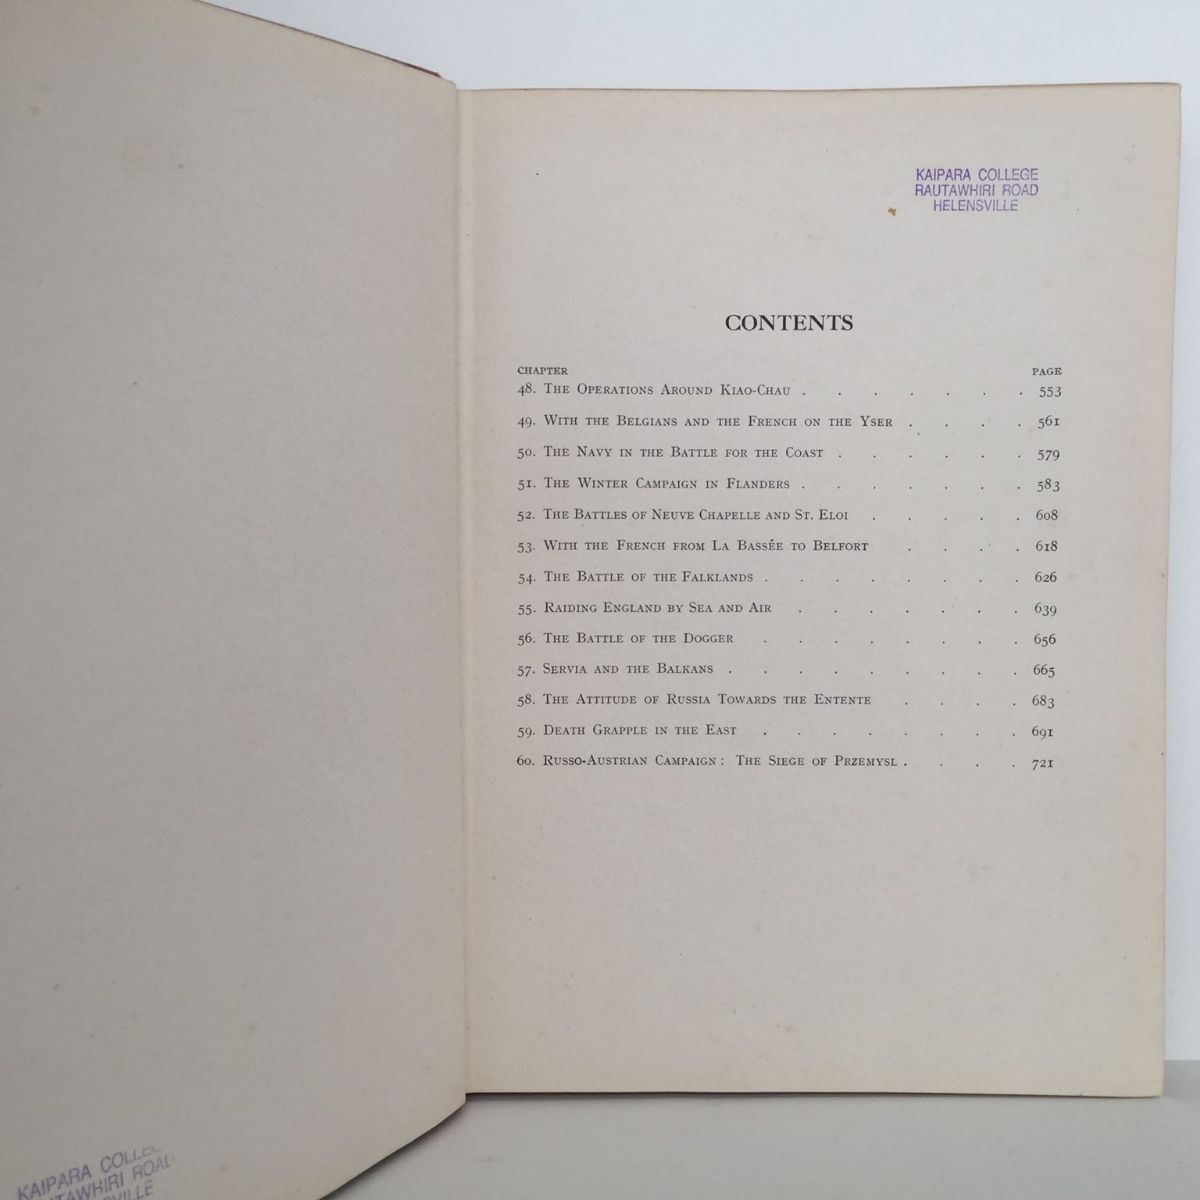 KAIPARA COLLEGE
RAUTAWHIRI ROAD
HELENSVILLE
CONTENTS
CHAPTER PAGE
48. The Operations Around Kiao-Chau . . . . . . . 553
49. With the Belgians and the French on the Yser . . . . 561
50. The Navy in the Battle for the Coast . . . . . . 579
51. The Winter Campaign in Flanders . . . . . . . 583
52. The Battles of Neuve Chapelle and St. Eloi . . . . . 608
53. With the French from La Bassée to Belfort . . . . 618
54. The Battle of the Falklands . . . . . . . . 626
55. Raiding England by Sea and Air . . . . . . . 639
56. The Battle of the Dogger . . . . . . . . 656
57. Servia and the Balkans . . . . . . . . . 665
58. The Attitude of Russia Towards the Entente . . . . 683
59. Death Grapple in the East . . . . . . . . 691
60. Russo-Austrian Campaign: The Siege of Przemysl . . . . 721
KAIPARA COLLE
UTAWHIRI ROAD
SVILLE